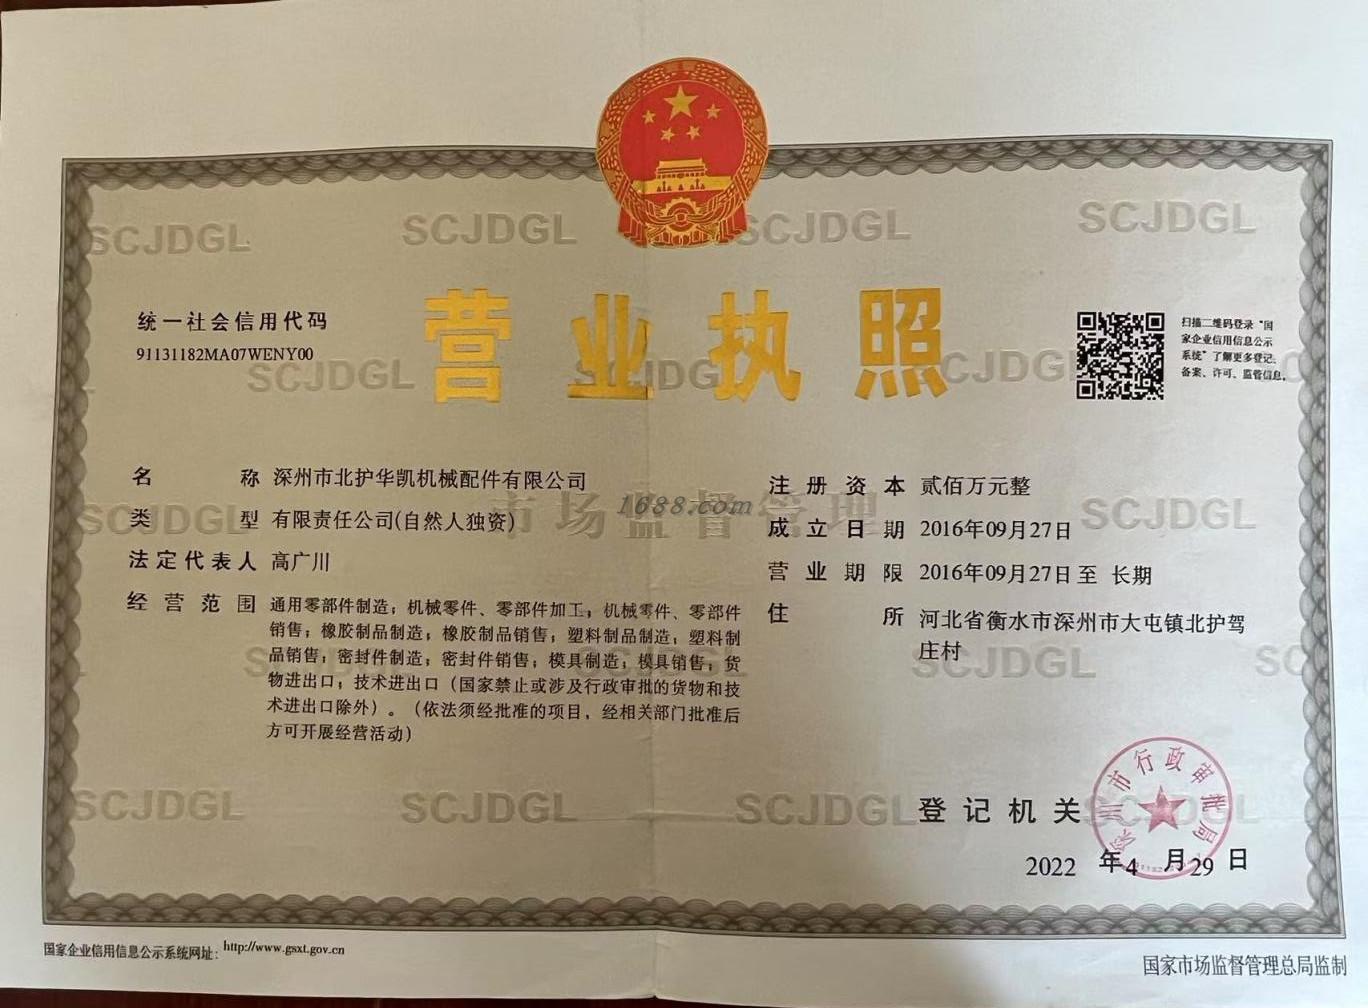 营业执照
统一社会信用代码
91131182MA07WENY00
扫描二维码登录“国
家企业信用信息公示
系统”了解更多登记、
备案、许可、监管信息。
名称 深州市北护华凯机械配件有限公司
类型 有限责任公司(自然人独资)
法定代表人 高广川
经营范围 通用零部件制造；机械零件、零部件加工；机械零件、零部件
销售；橡胶制品制造；橡胶制品销售；塑料制品制造；塑料制
品销售；密封件制造；密封件销售；模具制造；模具销售；货
物进出口；技术进出口（国家禁止或涉及行政审批的货物和技
术进出口除外）。（依法须经批准的项目，经相关部门批准后
方可开展经营活动）
注册资本 贰佰万元整
成立日期 2016年09月27日
营业期限 2016年09月27日至 长期
住所 河北省衡水市深州市大屯镇北护驾
庄村
SCJDGL
市场监督管理
1688.com
登记机关
深州市行政审批局
2022 年4 月29 日
国家企业信用信息公示系统网址：http://www.gsxt.gov.cn
国家市场监督管理总局监制